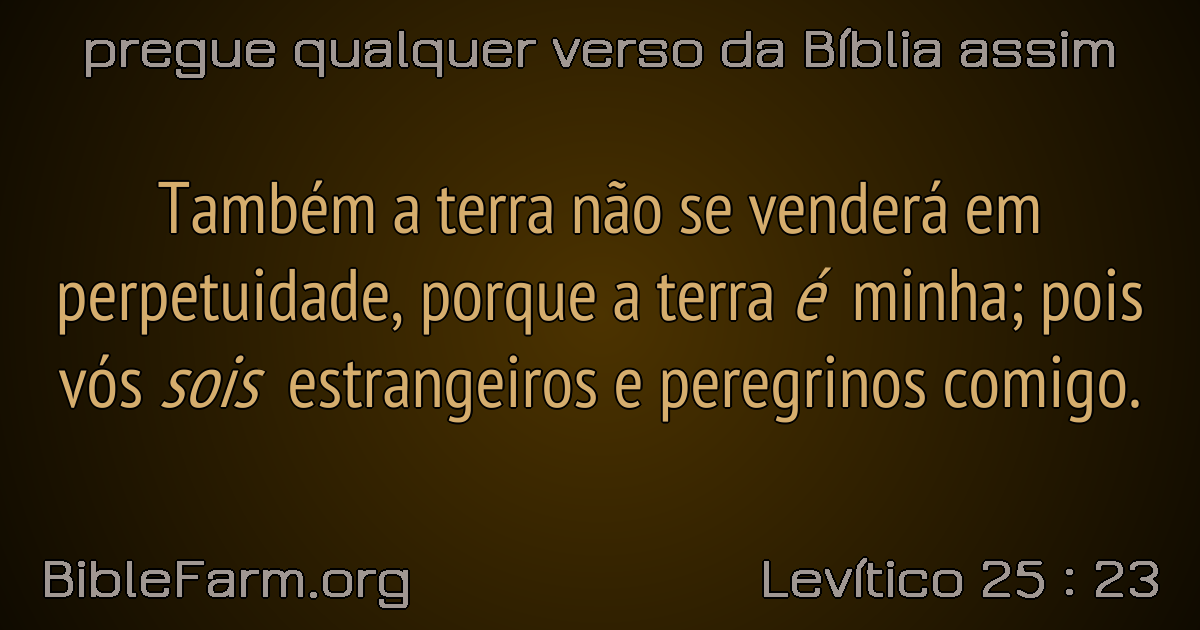 pregue qualquer verso da Bíblia assim
Também a terra não se venderá em
perpetuidade, porque a terra é minha; pois
vós sois estrangeiros e peregrinos comigo.
BibleFarm.org
Levítico 25 : 23